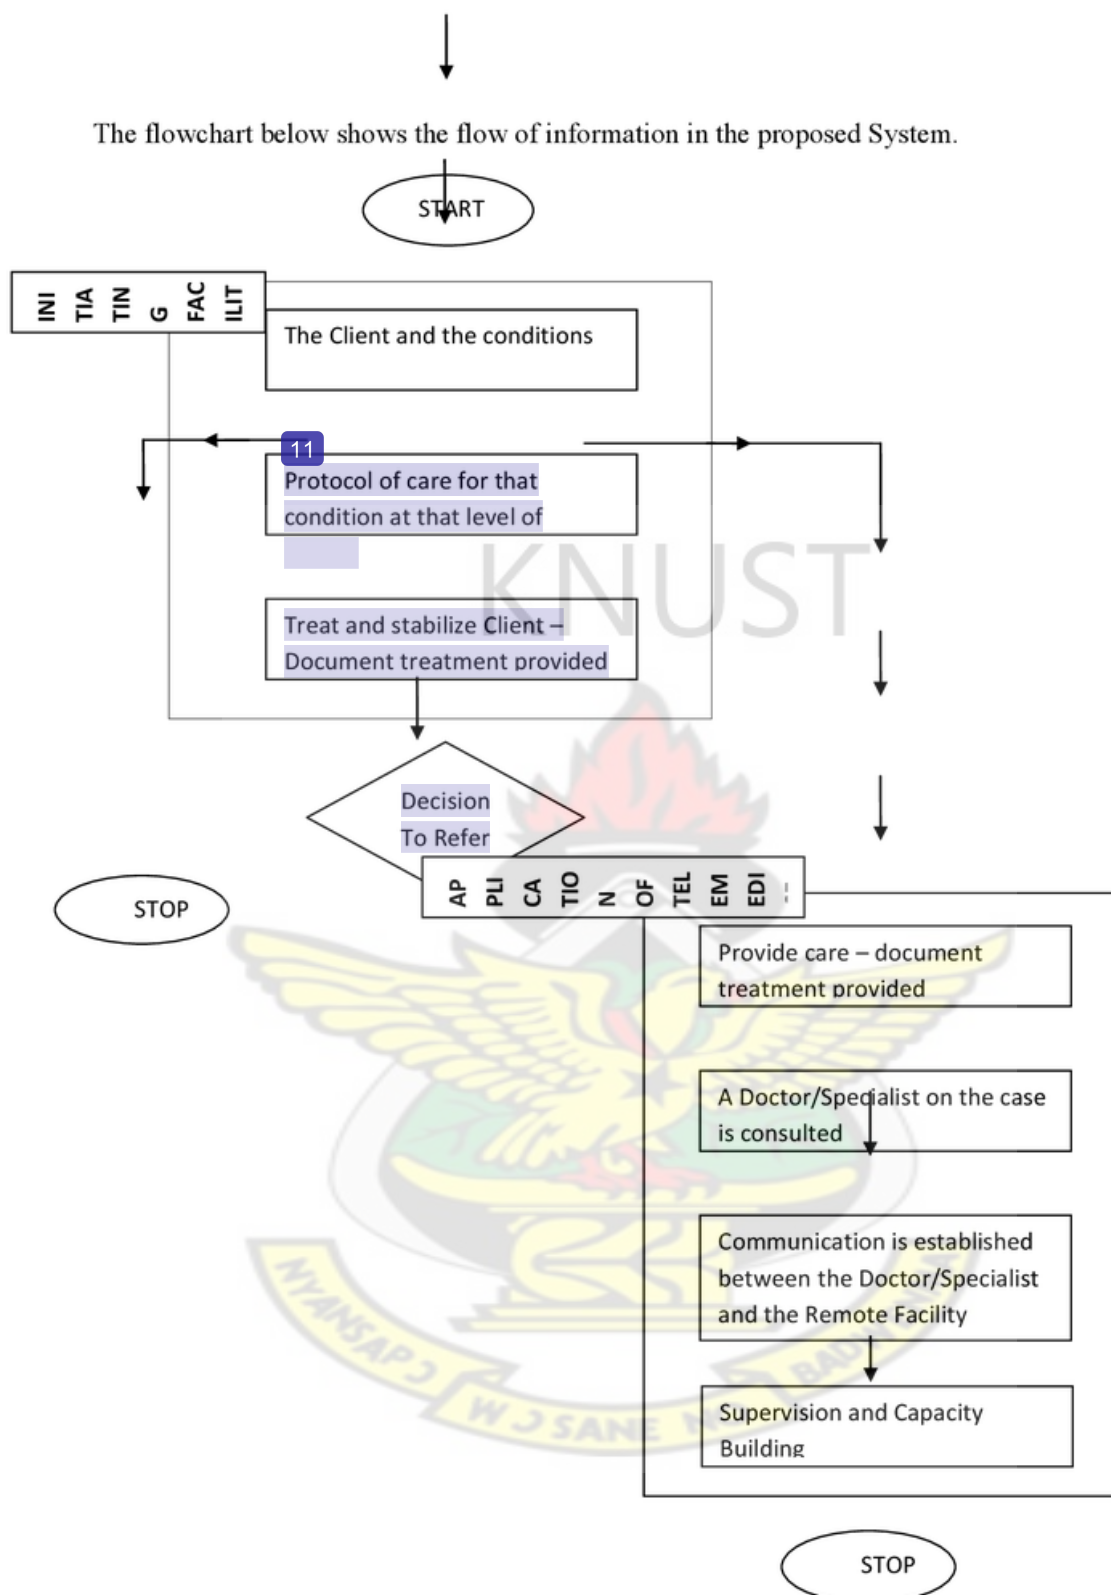 The flowchart below shows the flow of information in the proposed System.
START
INI
TIA
TIN
G
FAC
ILIT
The Client and the conditions
11
Protocol of care for that
condition at that level of
KNUST
Treat and stabilize Client –
Document treatment provided
Decision
To Refer
STOP
AP
PLI
CA
TIO
N
OF
TEL
EM
EDI
Provide care – document
treatment provided
A Doctor/Specialist on the case
is consulted
Communication is established
between the Doctor/Specialist
and the Remote Facility
Supervision and Capacity
Building
NYANSAPƆ
WƆSANE NO
STOP